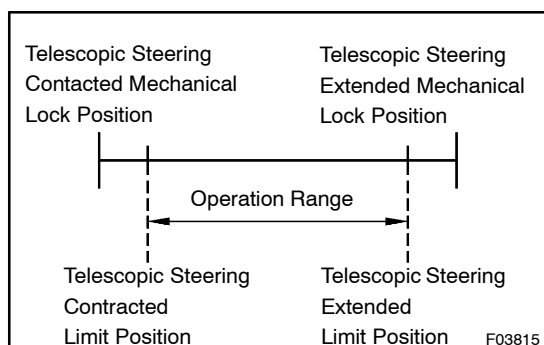 Telescopic Steering
Contacted Mechanical
Lock Position
Telescopic Steering
Extended Mechanical
Lock Position
Operation Range
Telescopic Steering
Contracted
Limit Position
Telescopic Steering
Extended
Limit Position
F03815